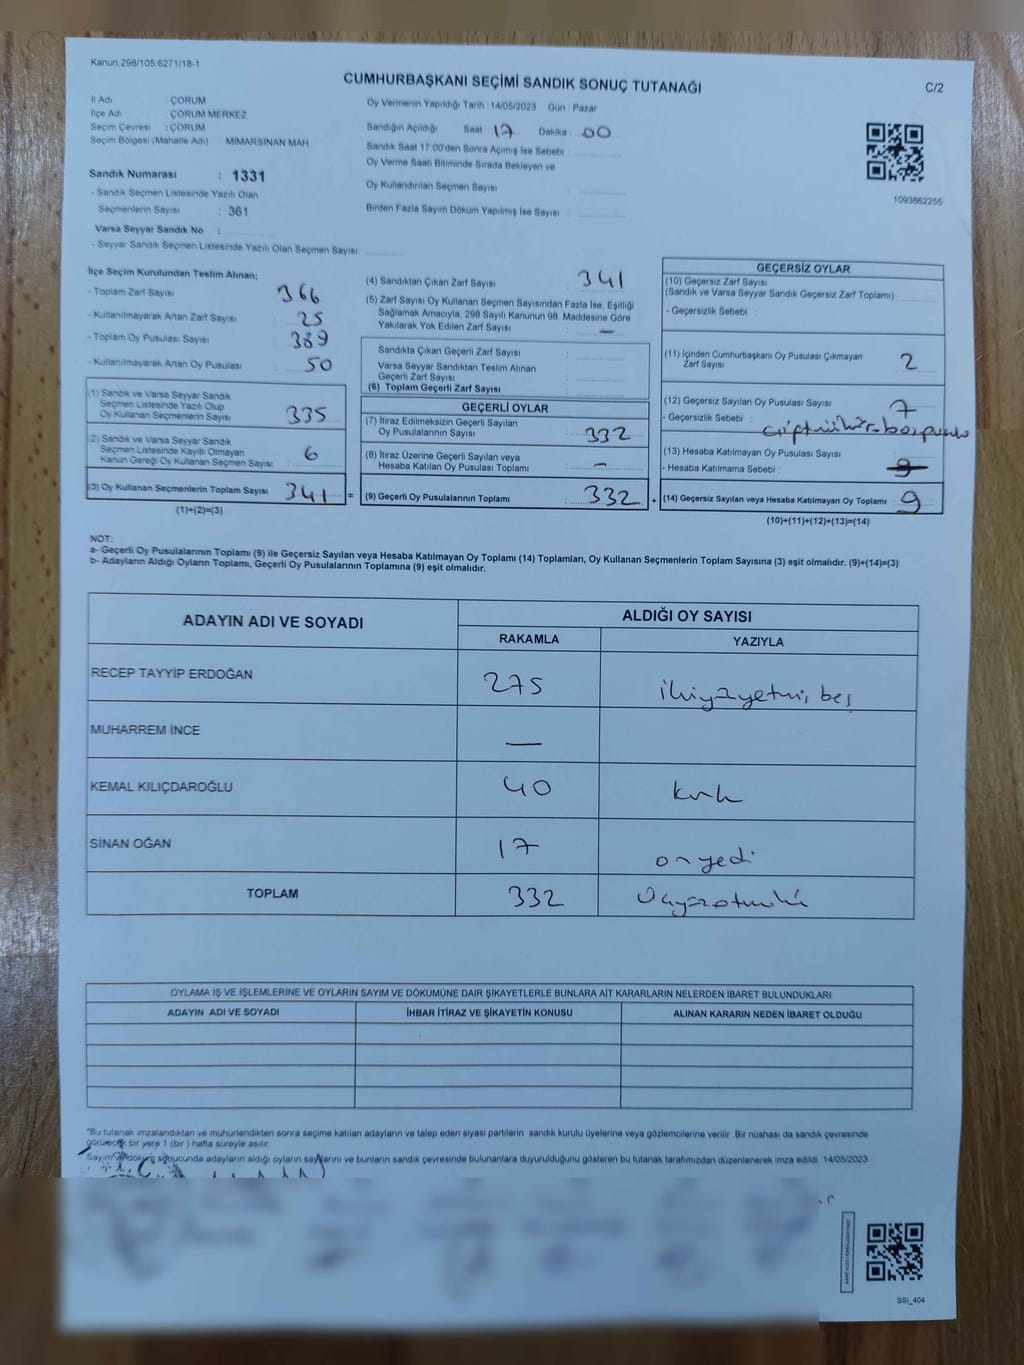 Kanun.298/105.6271/18-1
CUMHURBAŞKANI SEÇİMİ SANDIK SONUÇ TUTANAĞI
C/2
İl Adı ÇORUM
İlçe Adı ÇORUM MERKEZ
Seçim Çevresi : ÇORUM
Seçim Bölgesi (Mahalle Adı) : MİMARSİNAN MAH
Oy Vermenin Yapıldığı Tarih : 14/05/2023 Gün : Pazar
Sandığın Açıldığı Saat 17 Dakika : 00
Sandık Saat 17.00'den Sonra Açımış İse Sebebi :
Oy Verme Saati Bitiminde Sırada Bekleyen ve
Oy Kullandırılan Seçmen Sayısı
Birden Fazla Sayım Döküm Yapılmış İse Sayısı :
1093862255
Sandık Numarası : 1331
- Sandık Seçmen Listesinde Yazılı Olan
Seçmenlerin Sayısı : 361
Varsa Seyyar Sandık No :
- Seyyar Sandık Seçmen Listesinde Yazılı Olan Seçmen Sayısı
İlçe Seçim Kurulundan Teslim Alınan;
- Toplam Zarf Sayısı 366
- Kullanılmayarak Artan Zarf Sayısı 25
- Toplam Oy Pusulası Sayısı 389
- Kullanılmayarak Artan Oy Pusulası 50
(1) Sandık ve Varsa Seyyar Sandık
Seçmen Listesinde Yazılı Olup
Oy Kullanan Seçmenlerin Sayısı 335
(2) Sandık ve Varsa Seyyar Sandık
Seçmen Listesinde Kayıtlı Olmayan
Kanun Gereği Oy Kullanan Seçmen Sayısı 6
(3) Oy Kullanan Seçmenlerin Toplam Sayısı 341 =
(1)+(2)=(3)
(4) Sandıktan Çıkan Zarf Sayısı 341
(5) Zarf Sayısı Oy Kullanan Seçmen Sayısından Fazla İse, Eşitliği
Sağlamak Amacıyla, 298 Sayılı Kanunun 98. Maddesine Göre
Yakılarak Yok Edilen Zarf Sayısı : —
Sandıkta Çıkan Geçerli Zarf Sayısı :
Varsa Seyyar Sandıktan Teslim Alınan
Geçerli Zarf Sayısı :
(6) Toplam Geçerli Zarf Sayısı
GEÇERLİ OYLAR
(7) İtiraz Edilmeksizin Geçerli Sayılan
Oy Pusulalarının Sayısı : 332
(8) İtiraz Üzerine Geçerli Sayılan veya
Hesaba Katılan Oy Pusulası Toplamı : —
(9) Geçerli Oy Pusulalarının Toplamı : 332 +
GEÇERSİZ OYLAR
(10) Geçersiz Zarf Sayısı
(Sandık ve Varsa Seyyar Sandık Geçersiz Zarf Toplamı) :
- Geçersizlik Sebebi :
(11) İçinden Cumhurbaşkanı Oy Pusulası Çıkmayan
Zarf Sayısı 2
(12) Geçersiz Sayılan Oy Pusulası Sayısı 7
- Geçersizlik Sebebi :
(13) Hesaba Katılmayan Oy Pusulası Sayısı
- Hesaba Katılmama Sebebi : 9
(14) Geçersiz Sayılan veya Hesaba Katılmayan Oy Toplamı : 9
(10)+(11)+(12)+(13)=(14)
NOT:
a- Geçerli Oy Pusulalarının Toplamı (9) ile Geçersiz Sayılan veya Hesaba Katılmayan Oy Toplamı (14) Toplamları, Oy Kullanan Seçmenlerin Toplam Sayısına (3) eşit olmalıdır. (9)+(14)=(3)
b- Adayların Aldığı Oyların Toplamı, Geçerli Oy Pusulalarının Toplamına (9) eşit olmalıdır.
ADAYIN ADI VE SOYADI ALDIĞI OY SAYISI
RAKAMLA YAZIYLA
RECEP TAYYİP ERDOĞAN 275 ikiyüzyetmiş beş
MUHARREM İNCE —
KEMAL KILIÇDAROĞLU 40 kırk
SİNAN OĞAN 17 onyedi
TOPLAM 332 üçyüzotuziki
OYLAMA İŞ VE İŞLEMLERİNE VE OYLARIN SAYIM VE DÖKÜMÜNE DAİR ŞİKAYETLERLE BUNLARA AİT KARARLARIN NELERDEN İBARET BULUNDUKLARI
ADAYIN ADI VE SOYADI İHBAR İTİRAZ VE ŞİKAYETİN KONUSU ALINAN KARARIN NEDEN İBARET OLDUĞU
*Bu tutanak imzalandıktan ve mühürlendikten sonra seçime katılan adayların ve talep eden siyasi partilerin sandık kurulu üyelerine veya gözlemcilerine verilir. Bir nüshası da sandık çevresinde
görülecek bir yere 1 (bir) hafta süreyle asılır.
Sayım ve döküm sonucunda adayların aldığı oyların sayılarını ve bunların sandık çevresinde bulunanlara duyurulduğunu gösteren bu tutanak tarafımızdan düzenlenerek imza edildi. 14/05/2023
SSI_404